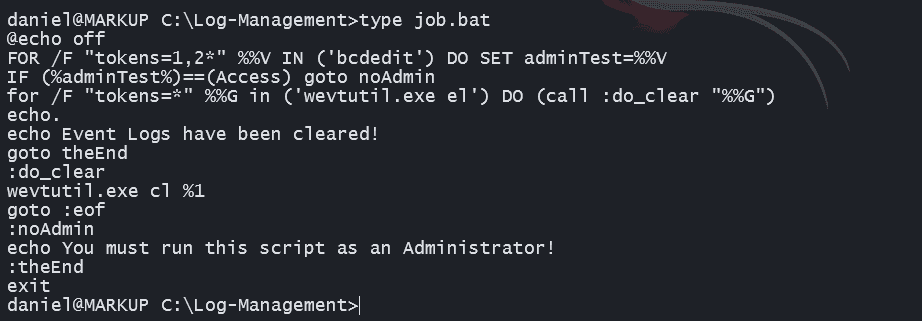 daniel@MARKUP C:\Log-Management>type job.bat
@echo off
FOR /F "tokens=1,2*" %%V IN ('bcdedit') DO SET adminTest=%%V
IF (%adminTest%)==(Access) goto noAdmin
for /F "tokens=*" %%G in ('wevtutil.exe el') DO (call :do_clear "%%G")
echo.
echo Event Logs have been cleared!
goto theEnd
:do_clear
wevtutil.exe cl %1
goto :eof
:noAdmin
echo You must run this script as an Administrator!
:theEnd
exit
daniel@MARKUP C:\Log-Management>